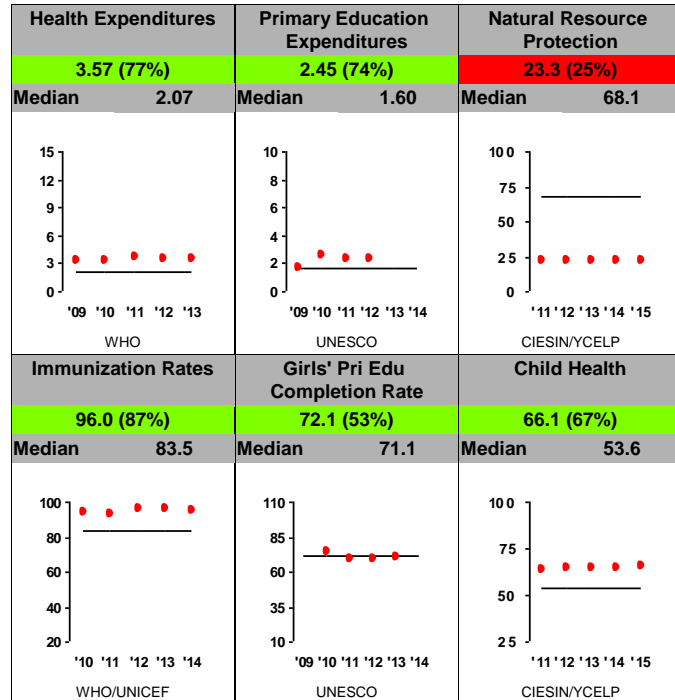 Health Expenditures
3.57 (77%)
Median 2.07
15
12
9
6
3
0
'09 '10 '11 '12 '13
WHO
Primary Education
Expenditures
2.45 (74%)
Median 1.60
10
8
6
4
2
0
'09 '10 '11 '12 '13 '14
UNESCO
Natural Resource
Protection
23.3 (25%)
Median 68.1
100
75
50
25
0
'11 '12 '13 '14 '15
CIESIN/YCELP
Immunization Rates
96.0 (87%)
Median 83.5
100
80
60
40
20
'10 '11 '12 '13 '14
WHO/UNICEF
Girls' Pri Edu
Completion Rate
72.1 (53%)
Median 71.1
110
85
60
35
10
'09 '10 '11 '12 '13 '14
UNESCO
Child Health
66.1 (67%)
Median 53.6
100
75
50
25
'11 '12 '13 '14 '15
CIESIN/YCELP